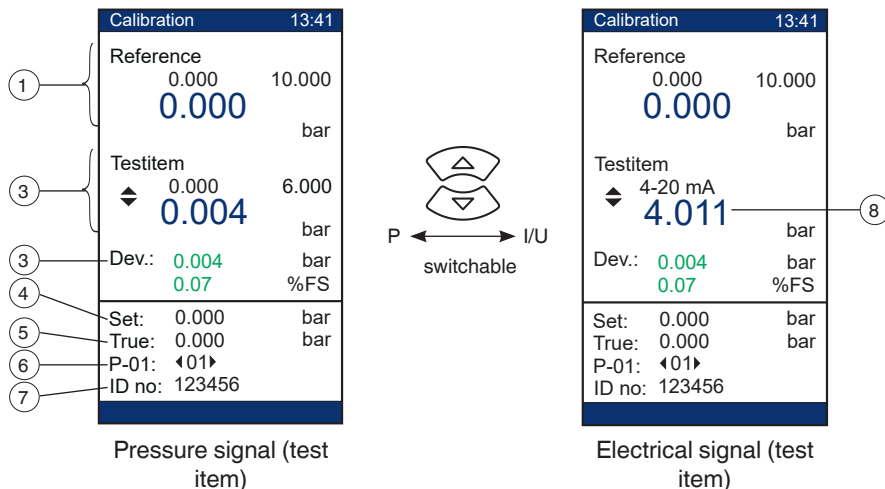 Calibration 13:41
Reference
0.000 10.000
0.000
bar
Testitem
0.000 6.000
0.004
bar
Dev.: 0.004 bar
0.07 %FS
Set: 0.000 bar
True: 0.000 bar
P-01: 01
ID no: 123456
Pressure signal (test
item)
1
3
3
4
5
6
7
P I/U
switchable
Calibration 13:41
Reference
0.000 10.000
0.000
bar
Testitem
4-20 mA
4.011
bar
Dev.: 0.004 bar
0.07 %FS
Set: 0.000 bar
True: 0.000 bar
P-01: 01
ID no: 123456
8
Electrical signal (test
item)